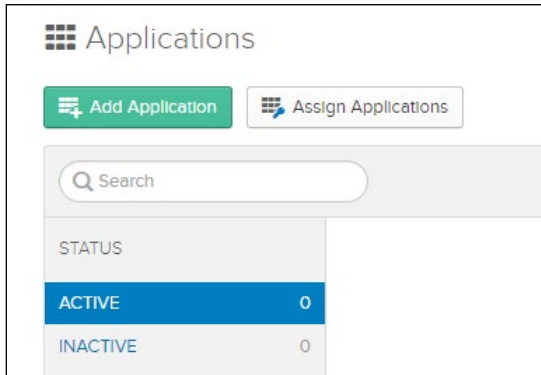 Applications
Add Application Assign Applications
Search
STATUS
ACTIVE 0
INACTIVE 0